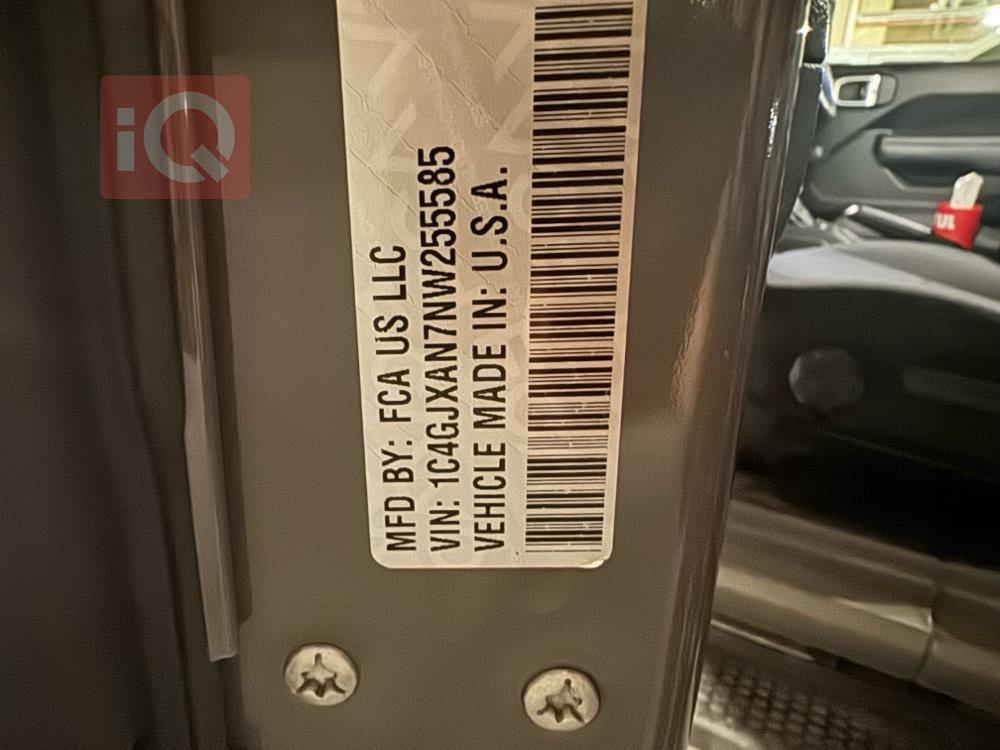 iQ
MFD BY: FCA US LLC
VIN: 1C4GJXAN7NW255585
VEHICLE MADE IN: U.S.A.